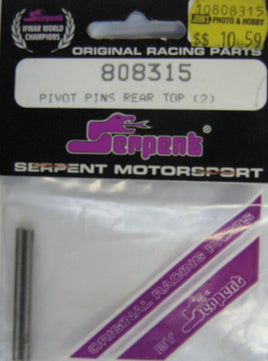 10808315
JOHN'S PHOTO & HOBBY
$$ 10.59
IFMAR WORLD
CHAMPIONS
ORIGINAL RACING PARTS
808315
PIVOT PINS REAR TOP (2)
Serpent
SERPENT MOTORSPORT
Serpent
ORIGINAL RACING PARTS
BY Serpent